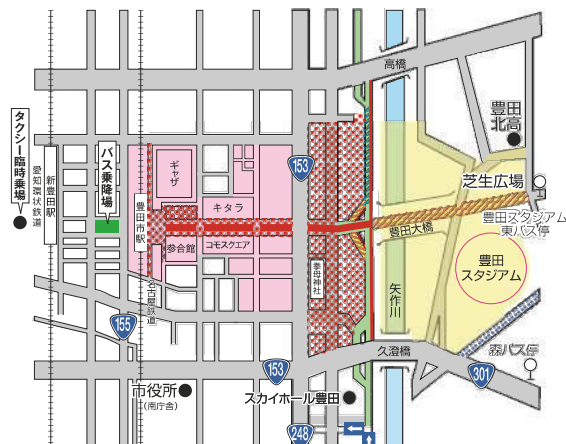 高橋
豊田
北高
タクシー臨時乗場
愛知環状鉄道
新豊田駅
バス乗降場
豊田市駅
名古屋鉄道
ギャザ
153
キタラ
参合館
コモスクエア
挙母神社
豊田大橋
芝生広場
豊田スタジアム
東バス停
豊田
スタジアム
矢作川
155
久澄橋
森バス停
153
301
市役所
(南庁舎)
スカイホール豊田
248